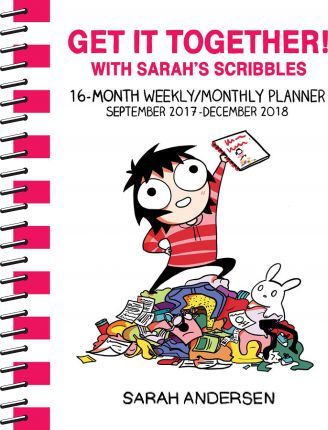 GET IT TOGETHER!
WITH SARAH'S SCRIBBLES
16-MONTH WEEKLY/MONTHLY PLANNER
SEPTEMBER 2017-DECEMBER 2018
SARAH ANDERSEN